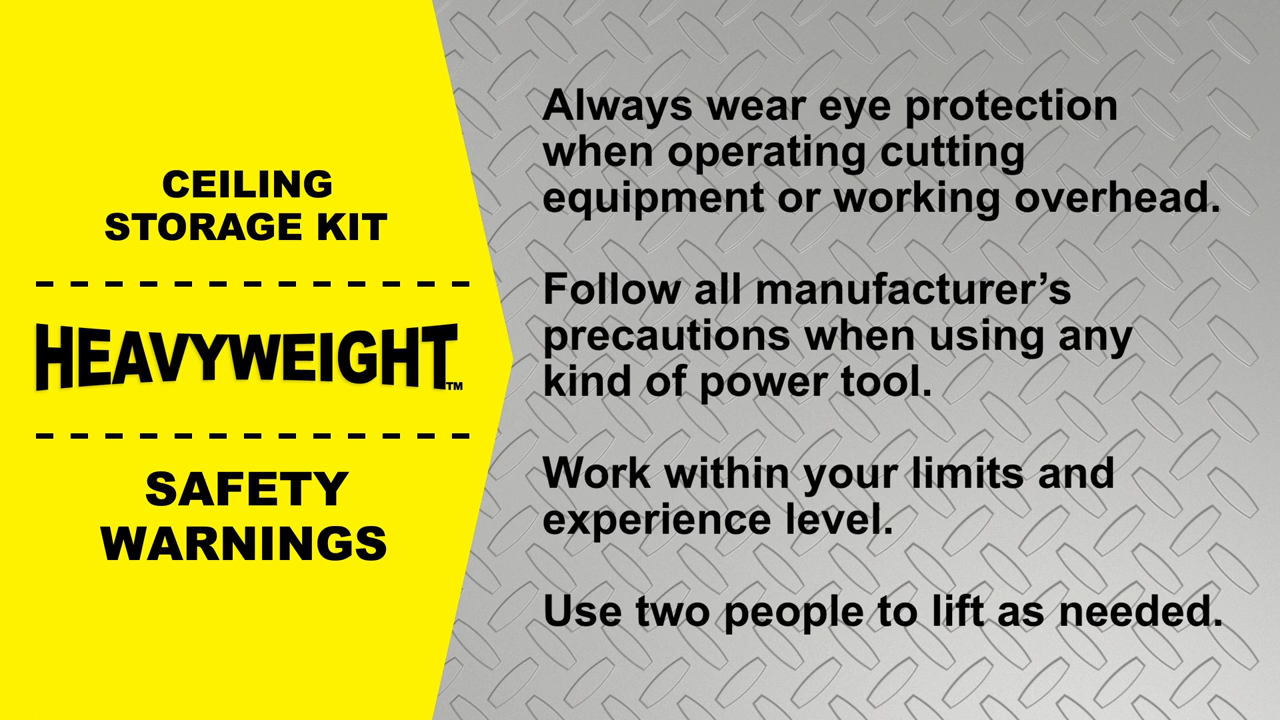 CEILING
STORAGE KIT
HEAVYWEIGHT™
SAFETY
WARNINGS
Always wear eye protection
when operating cutting
equipment or working overhead.
Follow all manufacturer’s
precautions when using any
kind of power tool.
Work within your limits and
experience level.
Use two people to lift as needed.